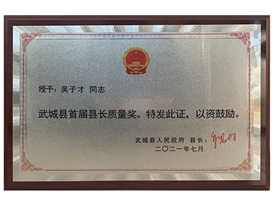 授予：吴子才 同志
武城县首届县长质量奖。特发此证，以资鼓励。
武城县人民政府 县长：
二〇二一年七月